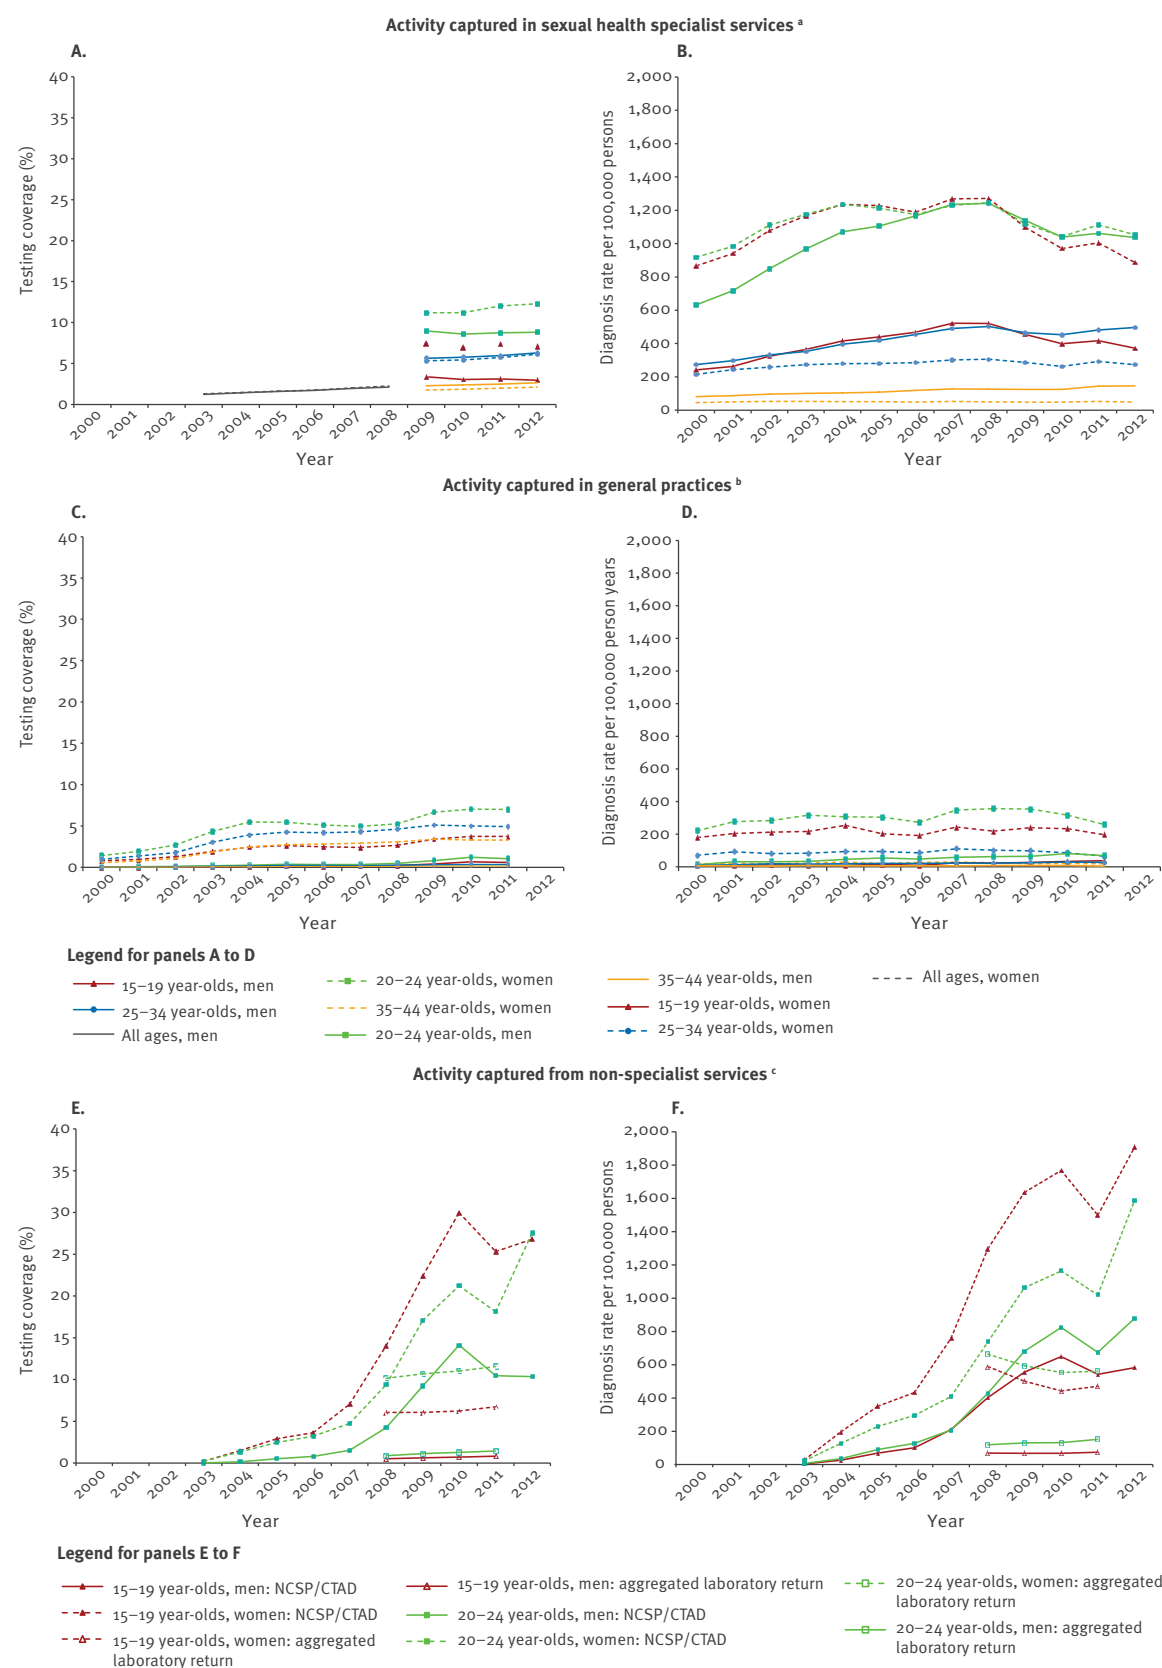 Activity captured in sexual health specialist services a
A.
B.
Testing coverage (%)
40
35
30
25
20
15
10
5
0
2000 2001 2002 2003 2004 2005 2006 2007 2008 2009 2010 2011 2012
Year
Diagnosis rate per 100,000 persons
2,000
1,800
1,600
1,400
1,200
1,000
800
600
400
200
0
2000 2001 2002 2003 2004 2005 2006 2007 2008 2009 2010 2011 2012
Year
Activity captured in general practices b
C.
D.
Testing coverage (%)
40
35
30
25
20
15
10
5
0
2000 2001 2002 2003 2004 2005 2006 2007 2008 2009 2010 2011 2012
Year
Diagnosis rate per 100,000 person years
2,000
1,800
1,600
1,400
1,200
1,000
800
600
400
200
0
2000 2001 2002 2003 2004 2005 2006 2007 2008 2009 2010 2011 2012
Year
Legend for panels A to D
15–19 year-olds, men
25–34 year-olds, men
All ages, men
20–24 year-olds, women
35–44 year-olds, women
20–24 year-olds, men
35–44 year-olds, men
15–19 year-olds, women
25–34 year-olds, women
All ages, women
Activity captured from non-specialist services c
E.
F.
Testing coverage (%)
40
35
30
25
20
15
10
5
0
2000 2001 2002 2003 2004 2005 2006 2007 2008 2009 2010 2011 2012
Year
Diagnosis rate per 100,000 persons
2,000
1,800
1,600
1,400
1,200
1,000
800
600
400
200
0
2000 2001 2002 2003 2004 2005 2006 2007 2008 2009 2010 2011 2012
Year
Legend for panels E to F
15–19 year-olds, men: NCSP/CTAD
15–19 year-olds, women: NCSP/CTAD
15–19 year-olds, women: aggregated
laboratory return
15–19 year-olds, men: aggregated laboratory return
20–24 year-olds, men: NCSP/CTAD
20–24 year-olds, women: NCSP/CTAD
20–24 year-olds, women: aggregated
laboratory return
20–24 year-olds, men: aggregated
laboratory return